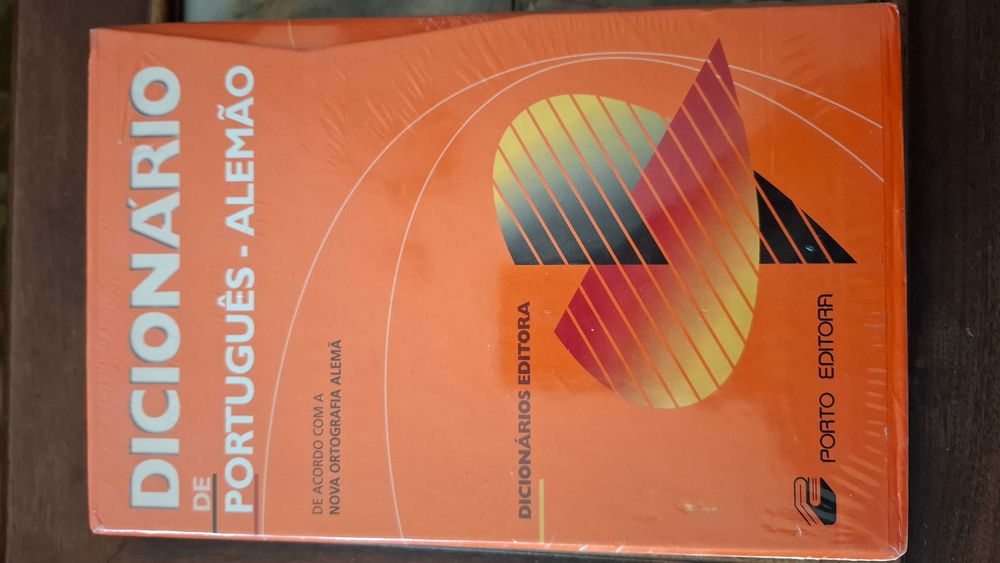 DICIONÁRIO
DE
PORTUGUÊS - ALEMÃO
DE ACORDO COM A
NOVA ORTOGRAFIA ALEMÃ
DICIONÁRIOS EDITORA
PORTO EDITORA